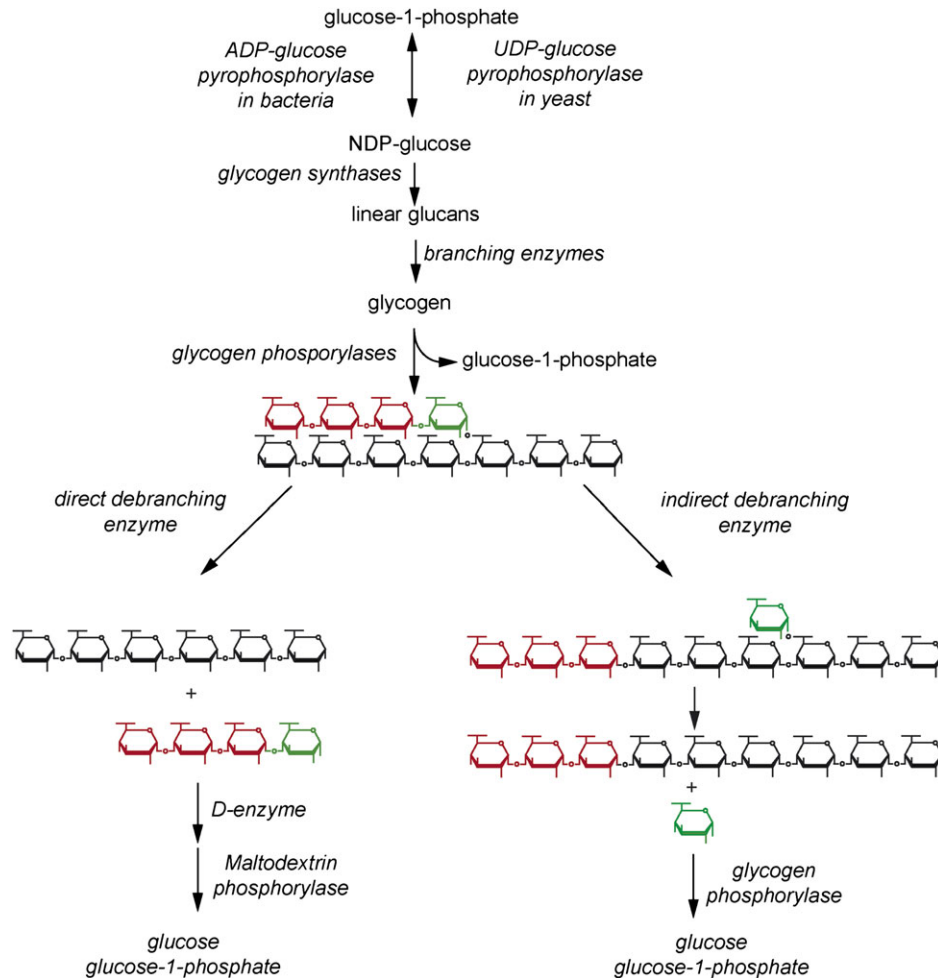 glucose-1-phosphate
ADP-glucose
pyrophosphorylase
in bacteria
UDP-glucose
pyrophosphorylase
in yeast
NDP-glucose
glycogen synthases
linear glucans
branching enzymes
glycogen
glycogen phosporylases
glucose-1-phosphate
direct debranching
enzyme
indirect debranching
enzyme
+
D-enzyme
Maltodextrin
phosphorylase
glucose
glucose-1-phosphate
+
glycogen
phosphorylase
glucose
glucose-1-phosphate